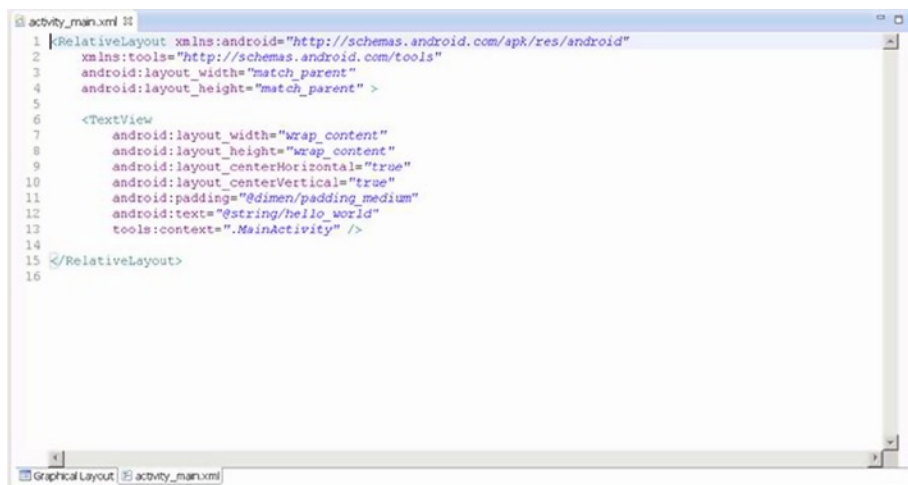 activity_main.xml
1 <RelativeLayout xmlns:android="http://schemas.android.com/apk/res/android"
2 xmlns:tools="http://schemas.android.com/tools"
3 android:layout_width="match_parent"
4 android:layout_height="match_parent" >
5
6 <TextView
7 android:layout_width="wrap_content"
8 android:layout_height="wrap_content"
9 android:layout_centerHorizontal="true"
10 android:layout_centerVertical="true"
11 android:padding="@dimen/padding_medium"
12 android:text="@string/hello_world"
13 tools:context=".MainActivity" />
14
15 </RelativeLayout>
16
Graphical Layout activity_main.xml